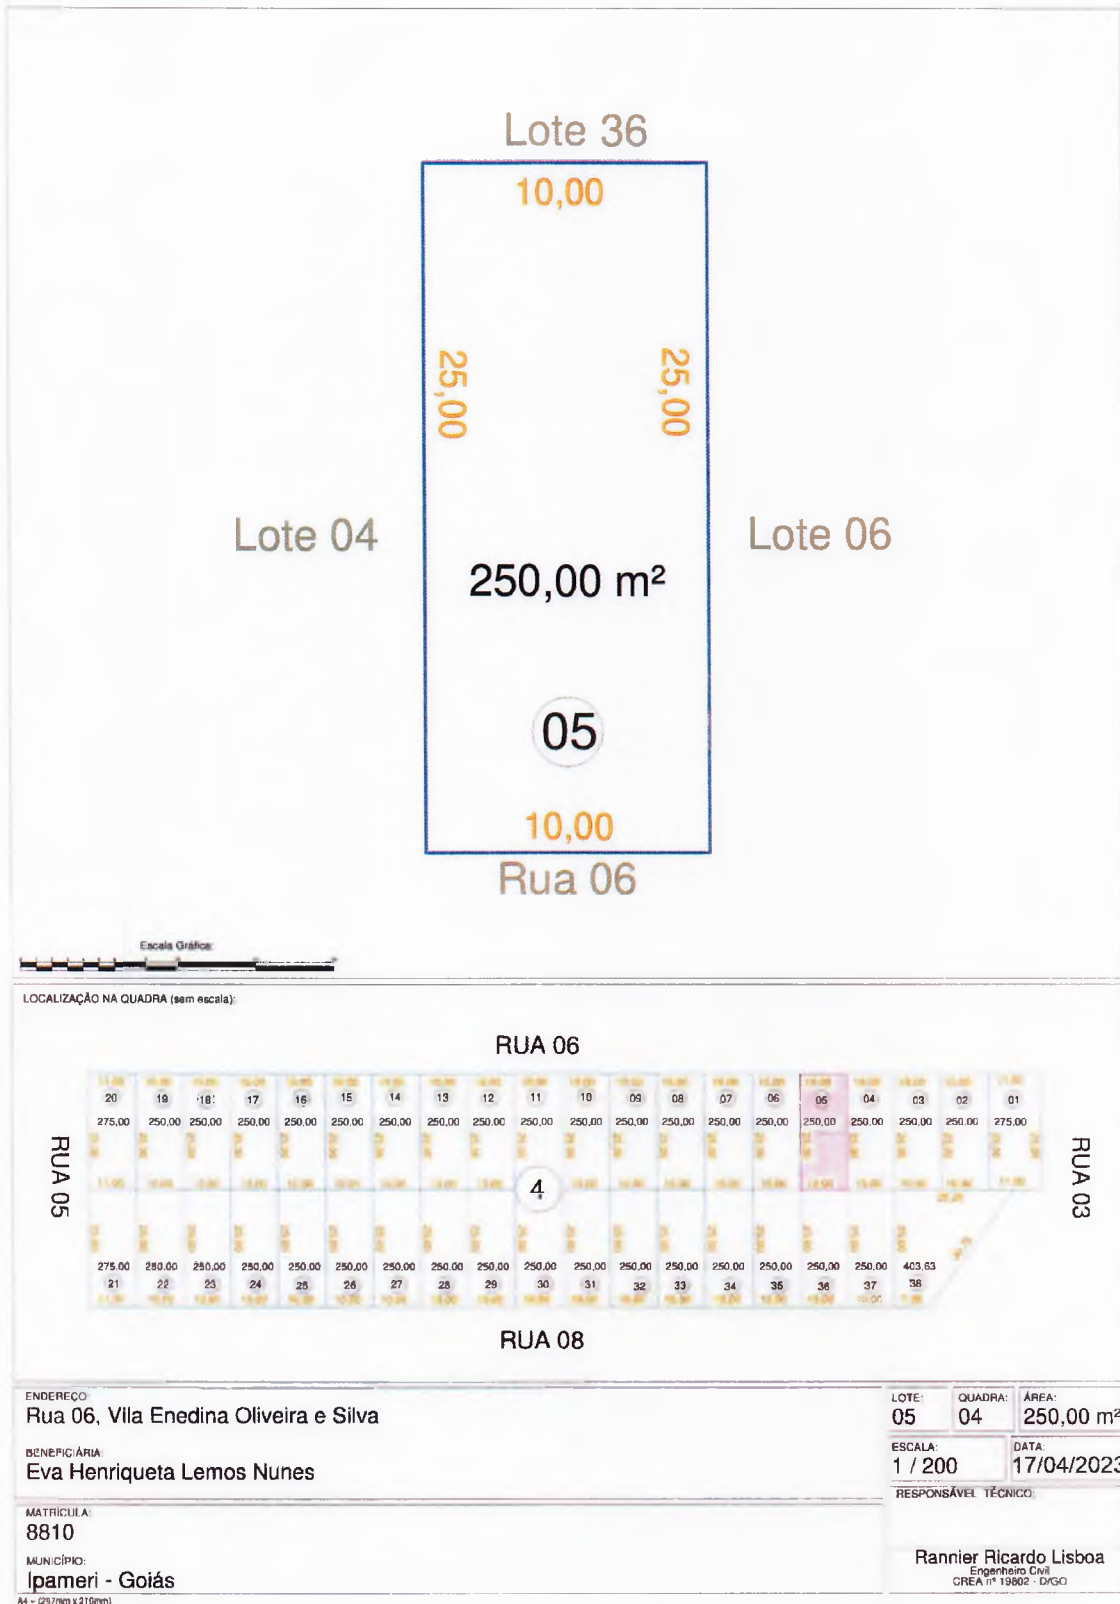 Lote 36
10,00
25,00 25,00
Lote 04 Lote 06
250,00 m²
05
10,00
Rua 06
Escala Gráfica:
LOCALIZAÇÃO NA QUADRA (sem escala):
RUA 06
20 19 18 17 16 15 14 13 12 11 10 09 08 07 06 05 04 03 02 01
275,00 250,00 250,00 250,00 250,00 250,00 250,00 250,00 250,00 250,00 250,00 250,00 250,00 250,00 250,00 250,00 250,00 250,00 250,00 275,00
RUA 05
4
RUA 03
275,00 250,00 250,00 250,00 250,00 250,00 250,00 250,00 250,00 250,00 250,00 250,00 250,00 250,00 250,00 250,00 250,00 403,63
21 22 23 24 25 26 27 28 29 30 31 32 33 34 35 36 37 38
RUA 08
ENDEREÇO:
Rua 06, Vila Enedina Oliveira e Silva
BENEFICIÁRIA:
Eva Henriqueta Lemos Nunes
MATRÍCULA:
8810
MUNICÍPIO:
Ipameri - Goiás
LOTE: QUADRA: ÁREA:
05 04 250,00 m²
ESCALA: DATA:
1 / 200 17/04/2023
RESPONSÁVEL TÉCNICO:
Rannier Ricardo Lisboa
Engenheiro Civil
CREA nº 19802 - D/GO
A4 - (297mm x 210mm)